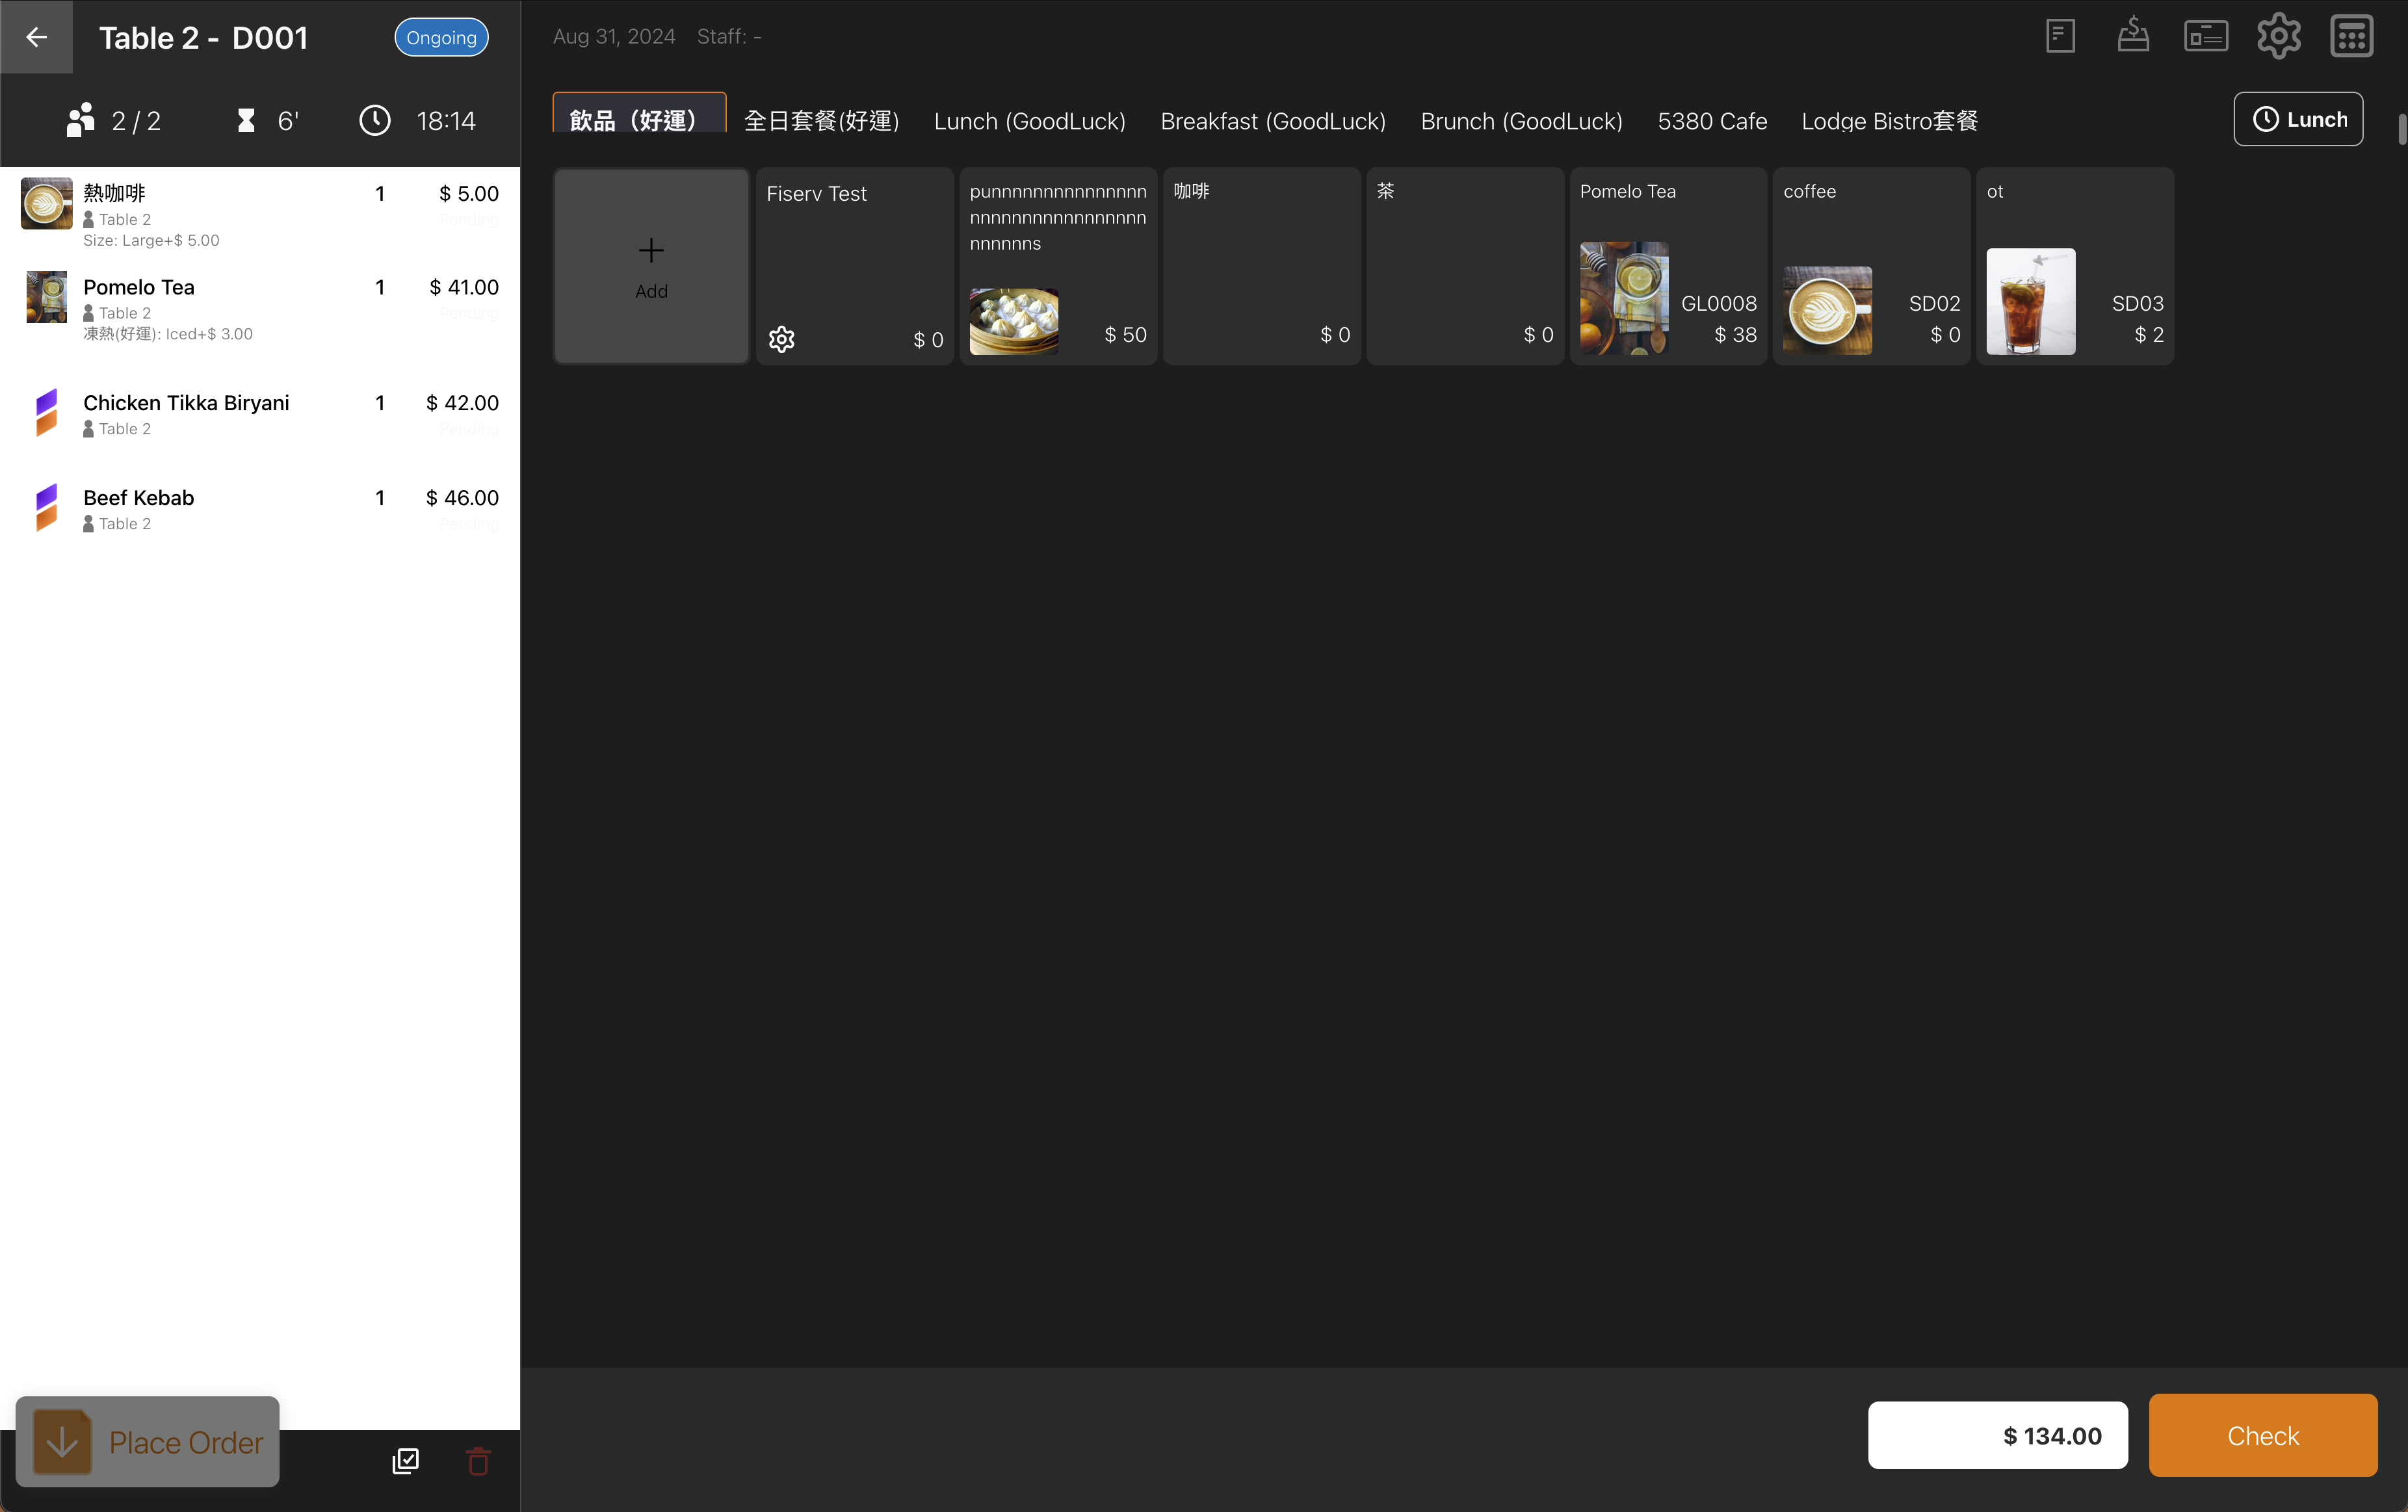 Table 2 - D001
Ongoing
Aug 31, 2024 Staff: -
2 / 2 6' 18:14
飲品（好運） 全日套餐(好運) Lunch (GoodLuck) Breakfast (GoodLuck) Brunch (GoodLuck) 5380 Cafe Lodge Bistro套餐
Lunch
熱咖啡 1 $ 5.00
Table 2 Pending
Size: Large+$ 5.00
Pomelo Tea 1 $ 41.00
Table 2 Pending
凍熱(好運): Iced+$ 3.00
Chicken Tikka Biryani 1 $ 42.00
Table 2 Pending
Beef Kebab 1 $ 46.00
Table 2 Pending
Place Order
Add
Fiserv Test
$ 0
punnnnnnnnnnnnnnn
nnnnnnnnnnnnnnnnn
nnnnnns
$ 50
咖啡
$ 0
茶
$ 0
Pomelo Tea
GL0008
$ 38
coffee
SD02
$ 0
ot
SD03
$ 2
$ 134.00
Check